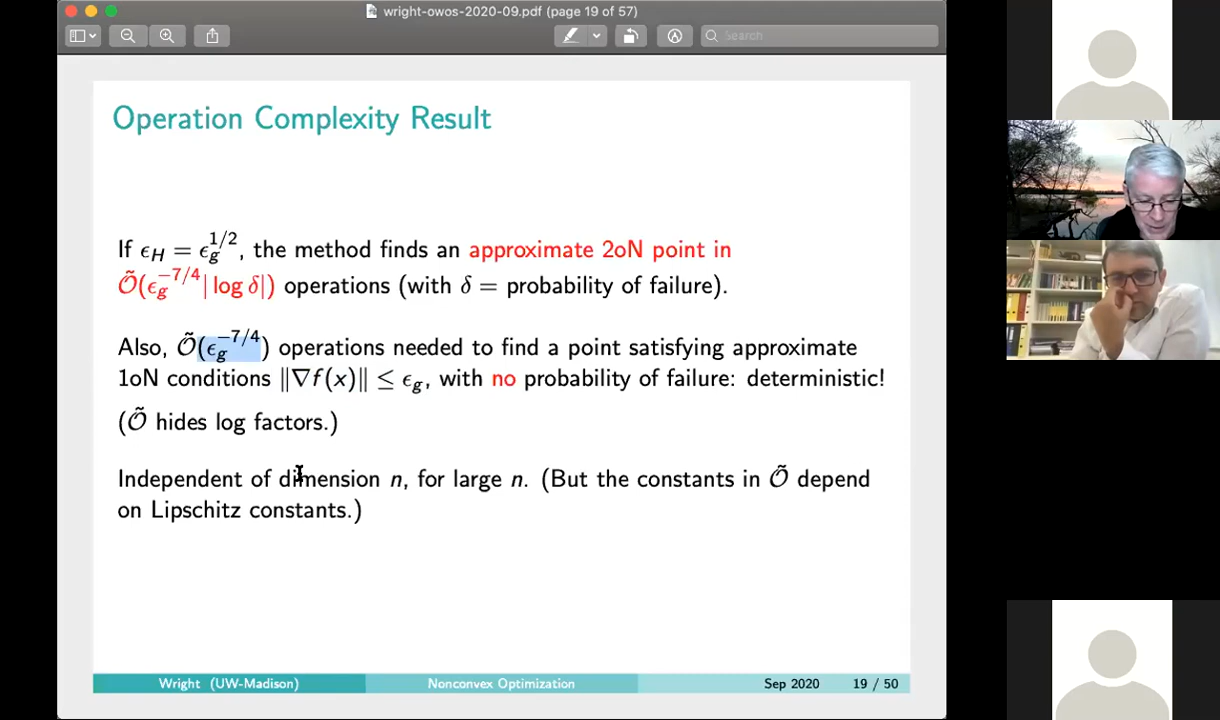 wright-owos-2020-09.pdf (page 19 of 57)
Search
Operation Complexity Result
If ϵ_H = ϵ_g^{1/2}, the method finds an approximate 2oN point in
Õ(ϵ_g^{-7/4}| log δ|) operations (with δ = probability of failure).
Also, Õ(ϵ_g^{-7/4}) operations needed to find a point satisfying approximate
1oN conditions ‖∇f(x)‖ ≤ ϵ_g, with no probability of failure: deterministic!
(Õ hides log factors.)
Independent of dimension n, for large n. (But the constants in Õ depend
on Lipschitz constants.)
Wright (UW-Madison) Nonconvex Optimization Sep 2020 19 / 50